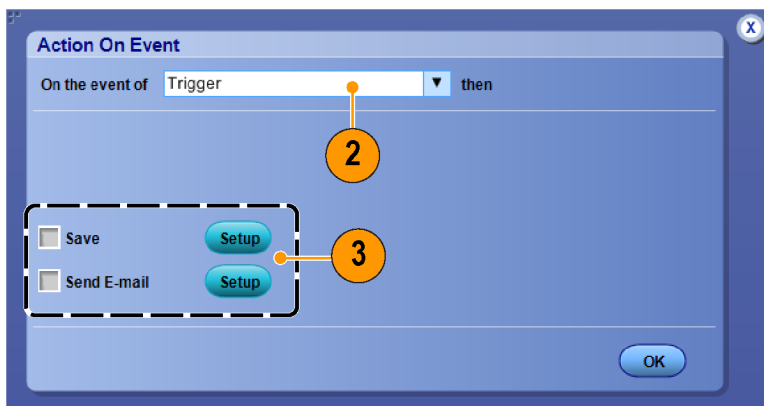 X
Action On Event
On the event of Trigger ▼ then
2
Save Setup
3
Send E-mail Setup
OK